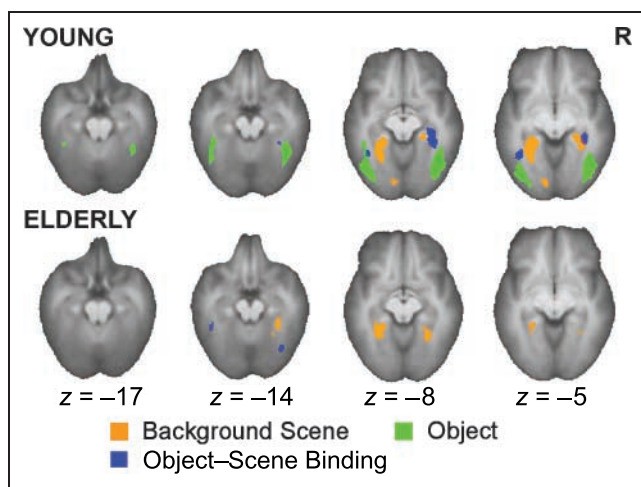 YOUNG R
ELDERLY
z = –17 z = –14 z = –8 z = –5
Background Scene Object
Object–Scene Binding